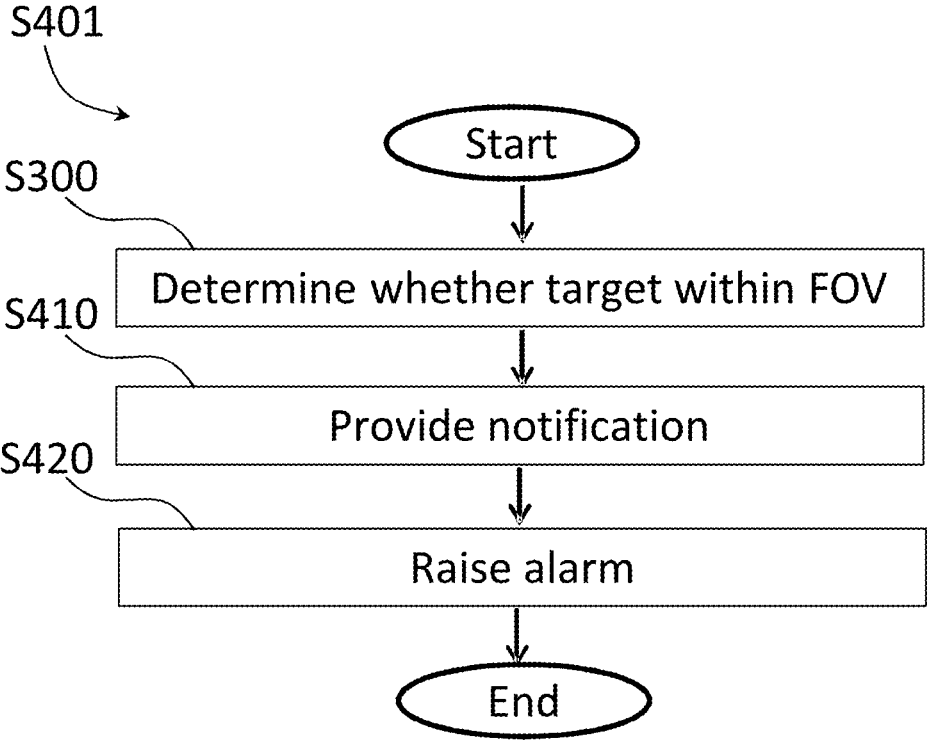 S401
Start
S300
Determine whether target within FOV
S410
Provide notification
S420
Raise alarm
End